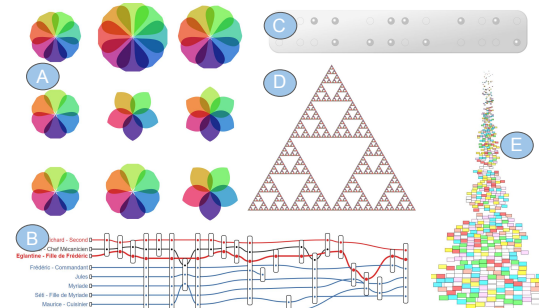 A
C
D
E
B
Richard - Second
- Chef Mécanicien
Eglantine - Fille de Frédéric
Frédéric - Commandant
Jules
Myriade
Séli - Fille de Myriade
Maurice - Cuisinier